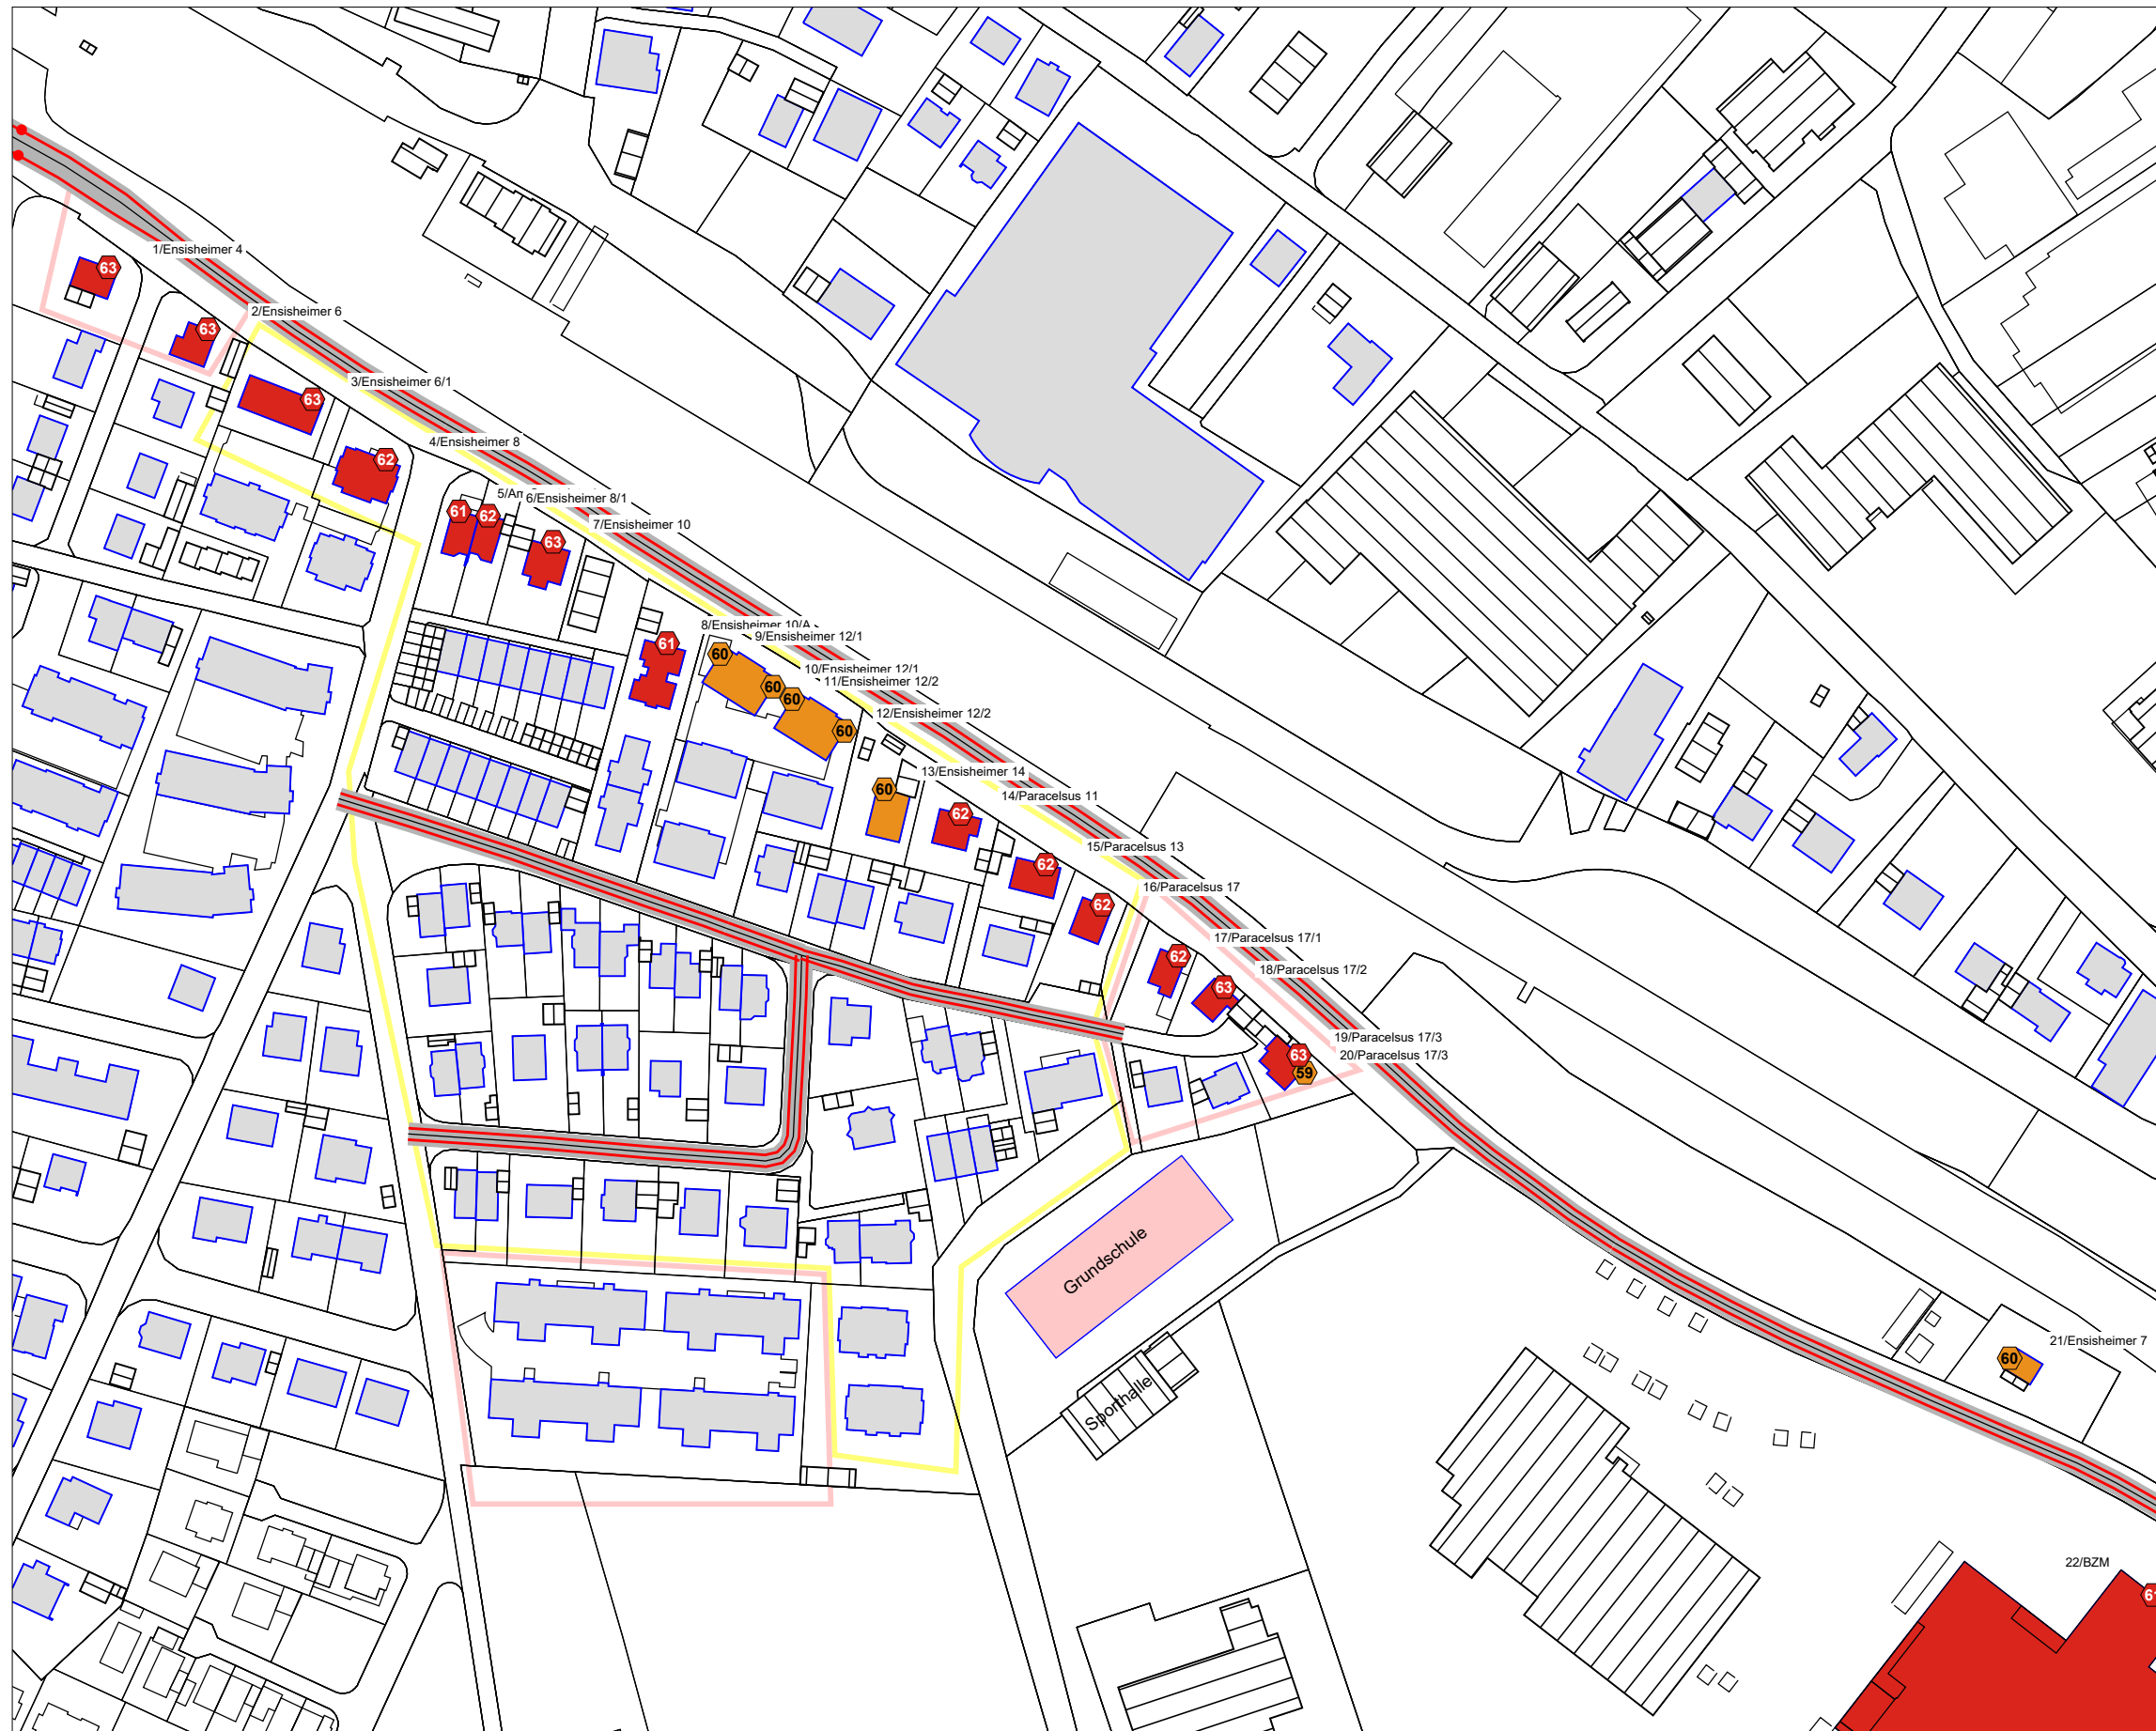 1/Ensisheimer 4
63
2/Ensisheimer 6
63
3/Ensisheimer 6/1
63
4/Ensisheimer 8
62
6/Ensisheimer 8/1
61
62
7/Ensisheimer 10
63
8/Ensisheimer 10/A
9/Ensisheimer 12/1
61
60
10/Ensisheimer 12/1
11/Ensisheimer 12/2
60
60
12/Ensisheimer 12/2
60
13/Ensisheimer 14
60
14/Paracelsus 11
62
15/Paracelsus 13
62
16/Paracelsus 17
62
17/Paracelsus 17/1
62
18/Paracelsus 17/2
63
19/Paracelsus 17/3
20/Paracelsus 17/3
63
59
Grundschule
21/Ensisheimer 7
60
Sporthalle
22/BZM